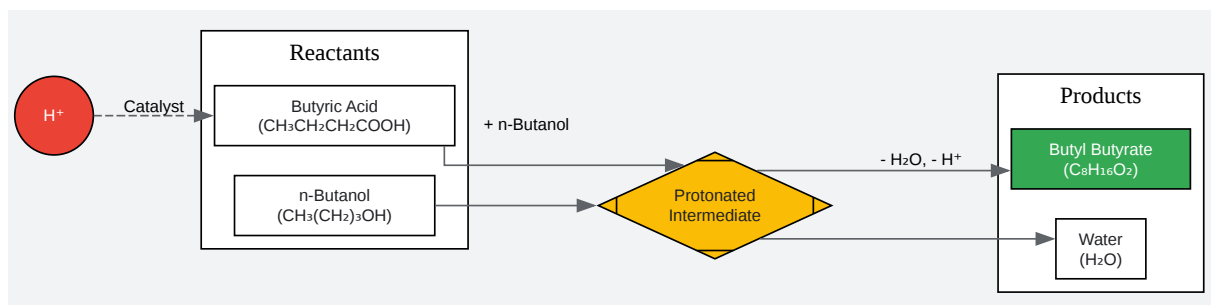 H⁺
Catalyst
Reactants
Butyric Acid
(CH₃CH₂CH₂COOH)
n-Butanol
(CH₃(CH₂)₃OH)
+ n-Butanol
Protonated
Intermediate
- H₂O, - H⁺
Products
Butyl Butyrate
(C₈H₁₆O₂)
Water
(H₂O)